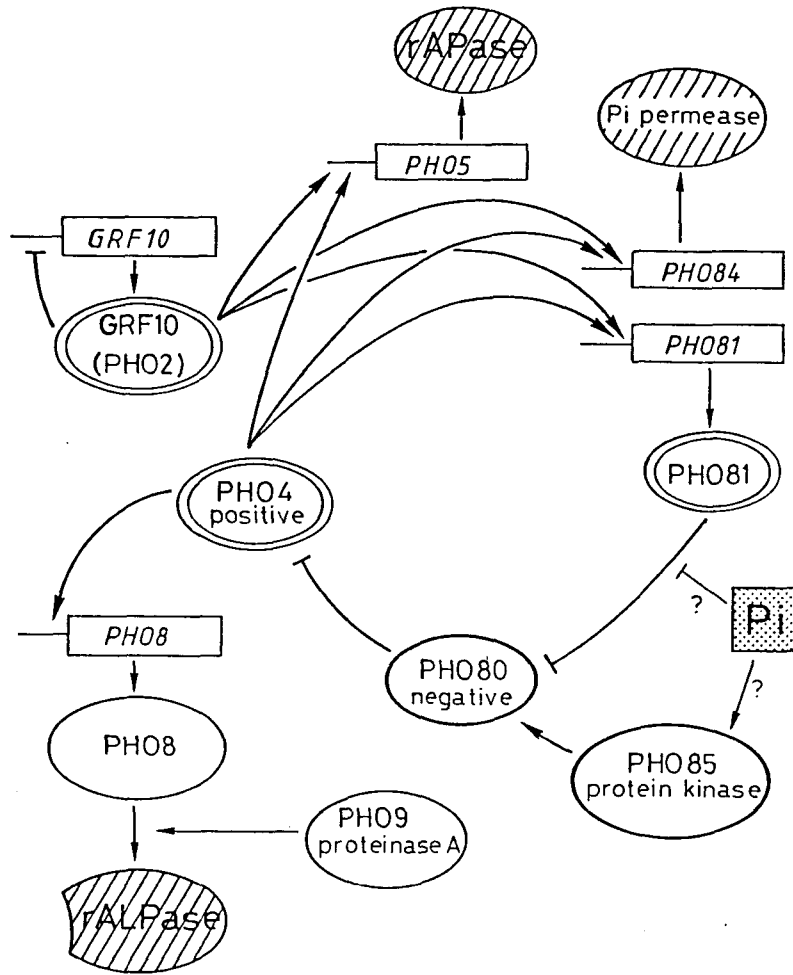 rAPase
Pi permease
PHO5
GRF10
PHO84
GRF10
(PHO2)
PHO81
PHO81
PHO4
positive
?
Pi
PHO8
PHO80
negative
?
PHO8
PHO85
protein kinase
PHO9
proteinase A
rALPase